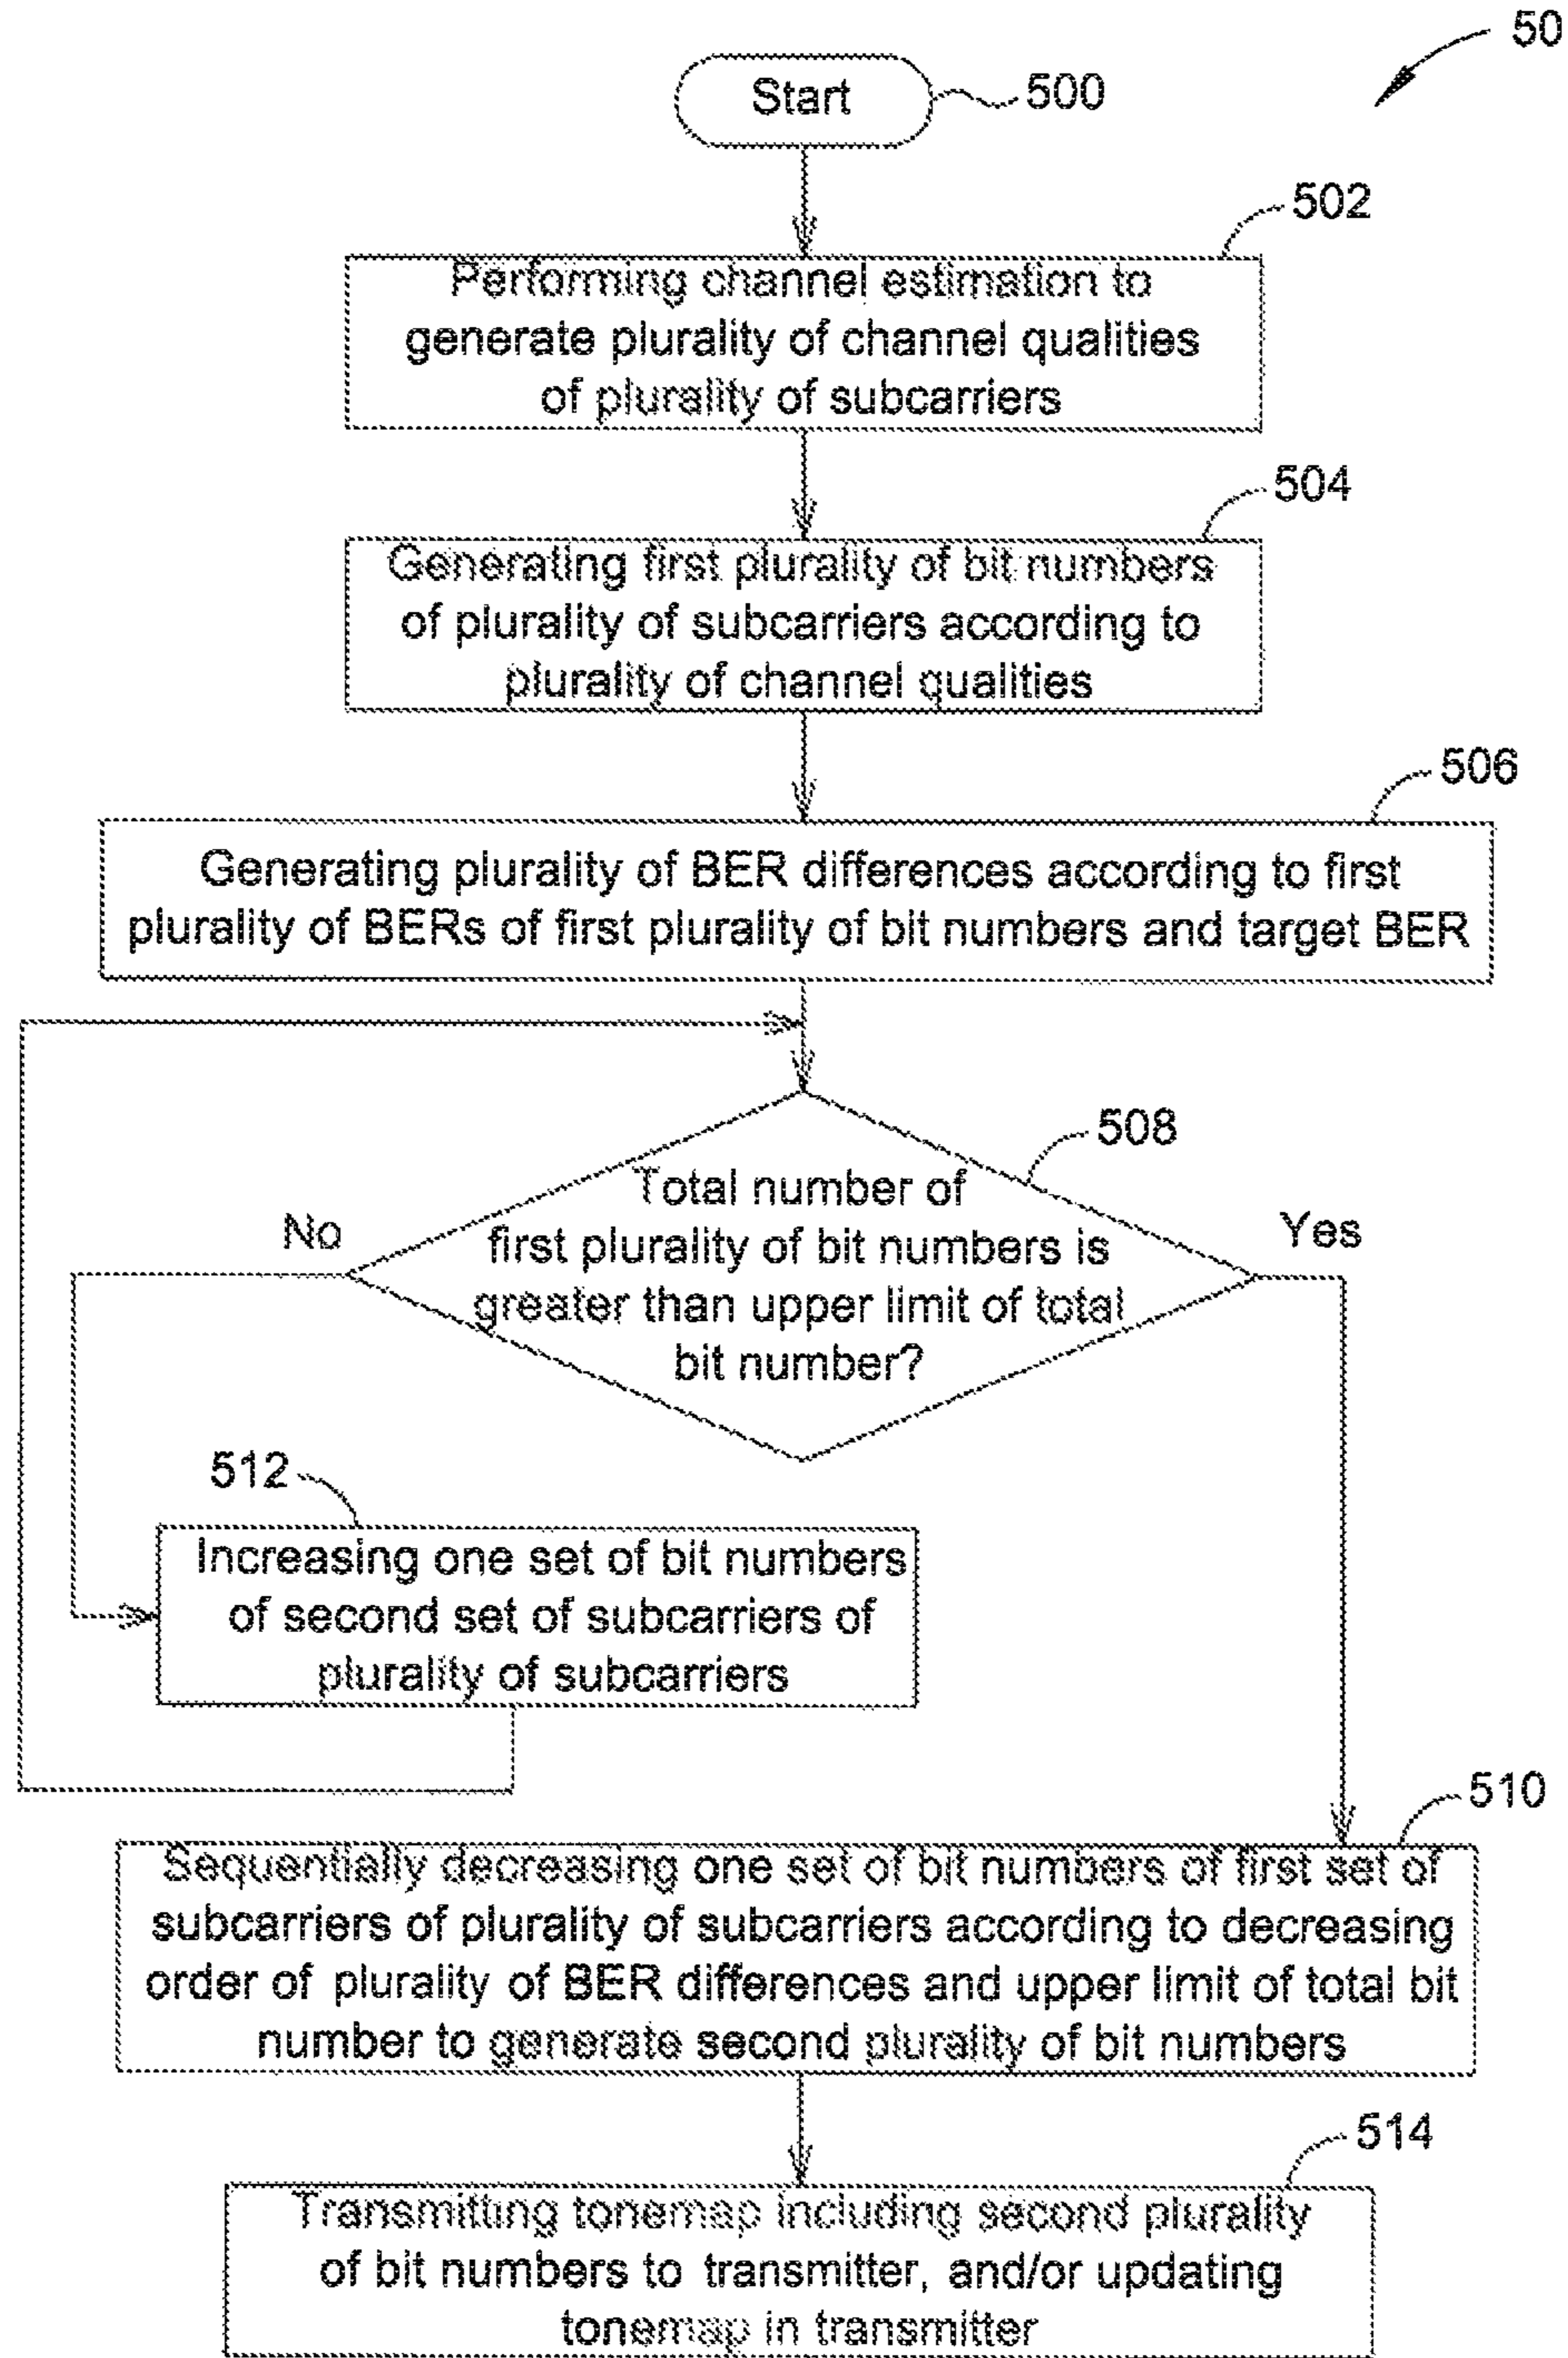 50
Start
500
502
Performing channel estimation to
generate plurality of channel qualities
of plurality of subcarriers
504
Generating first plurality of bit numbers
of plurality of subcarriers according to
plurality of channel qualities
506
Generating plurality of BER differences according to first
plurality of BERs of first plurality of bit numbers and target BER
508
Total number of
first plurality of bit numbers is
greater than upper limit of total
bit number?
No
Yes
512
Increasing one set of bit numbers
of second set of subcarriers of
plurality of subcarriers
510
Sequentially decreasing one set of bit numbers of first set of
subcarriers of plurality of subcarriers according to decreasing
order of plurality of BER differences and upper limit of total bit
number to generate second plurality of bit numbers
514
Transmitting tonemap including second plurality
of bit numbers to transmitter, and/or updating
tonemap in transmitter